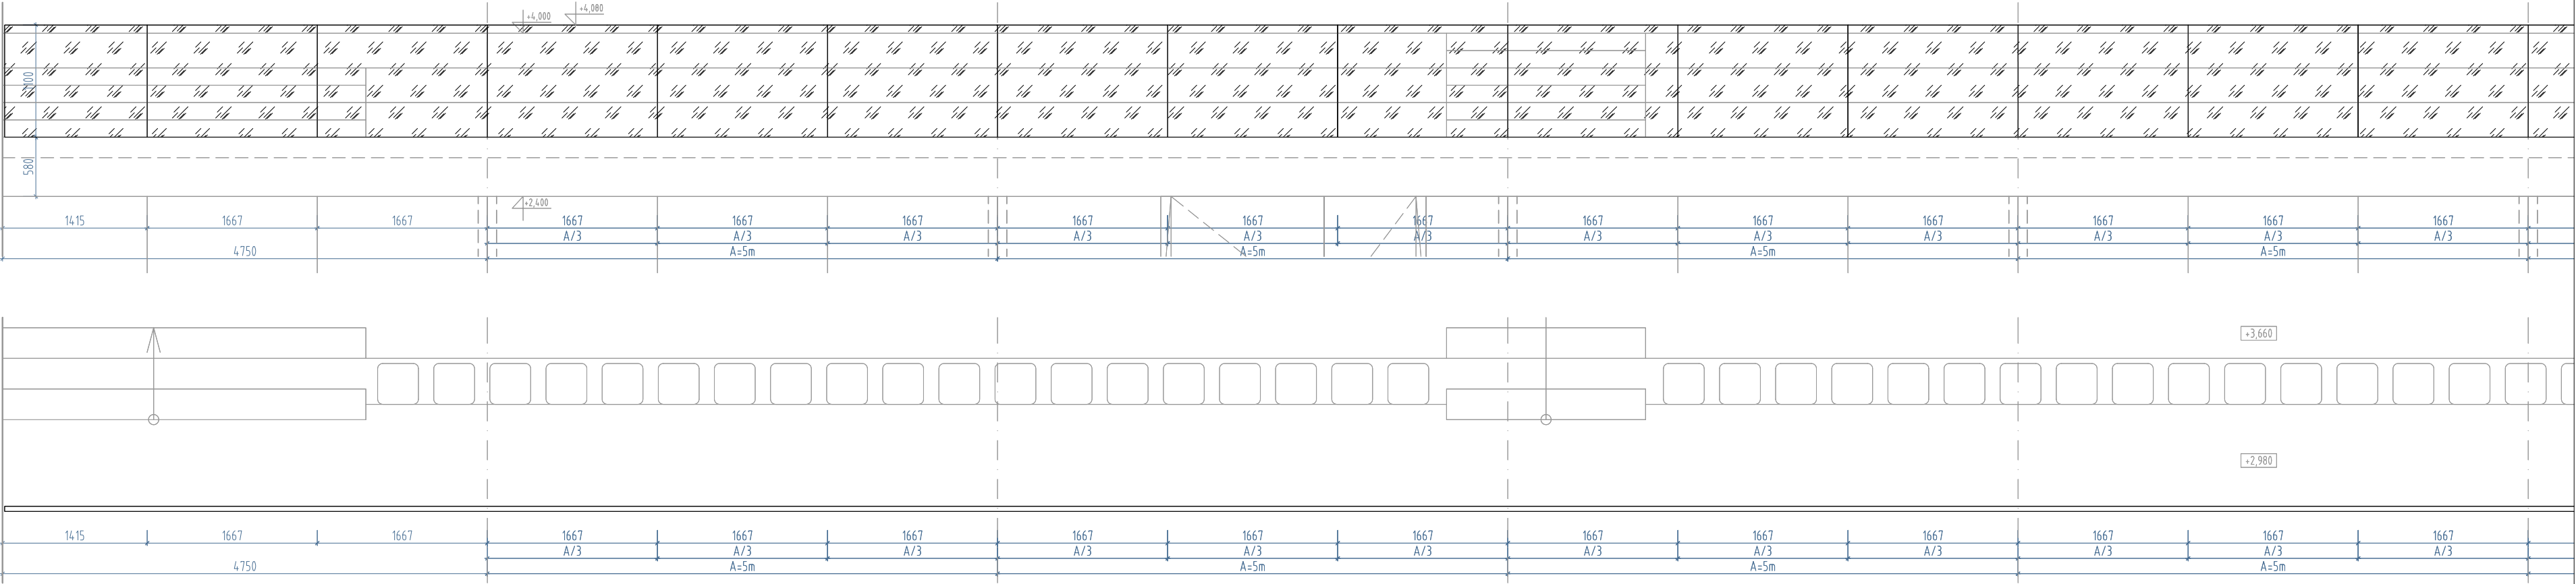 +4,000 +4,080
1100
580
+2,400
1415 1667 1667 1667 1667 1667 1667 1667 1667 1667 1667 1667 1667 1667 1667
A/3 A/3 A/3 A/3 A/3 A/3 A/3 A/3 A/3 A/3 A/3 A/3
4750 A=5m A=5m A=5m A=5m
+3,660
+2,980
1415 1667 1667 1667 1667 1667 1667 1667 1667 1667 1667 1667 1667 1667 1667
A/3 A/3 A/3 A/3 A/3 A/3 A/3 A/3 A/3 A/3 A/3 A/3
4750 A=5m A=5m A=5m A=5m